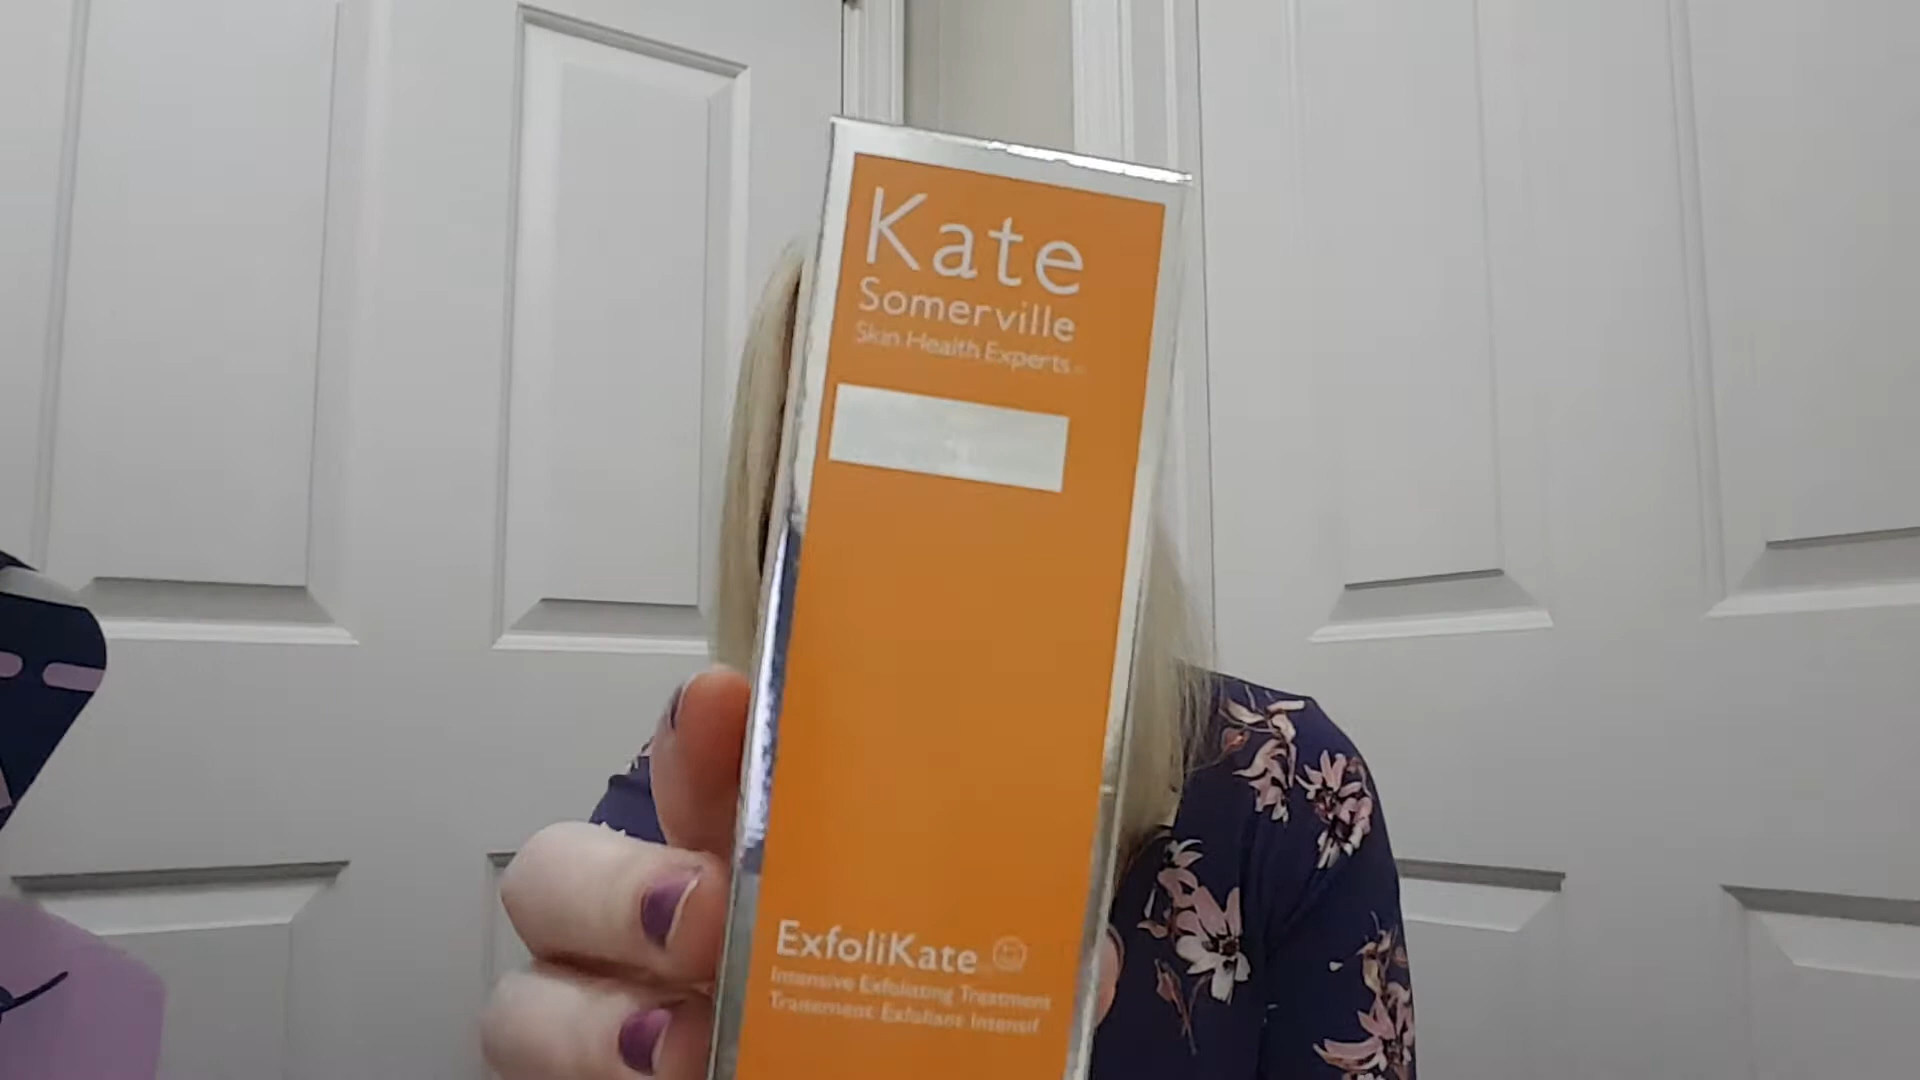 Kate
Somerville
Skin Health Experts
ExfoliKate
Intensive Exfoliating Treatment
Traitement Exfoliant Intensif